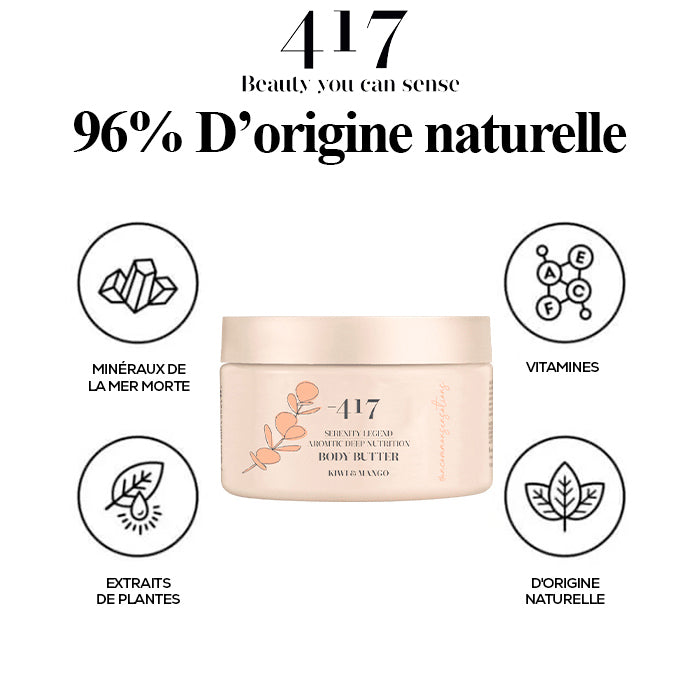 417
Beauty you can sense
96% D’origine naturelle
MINÉRAUX DE
LA MER MORTE
A
E
C
F
VITAMINES
-417
SERENITY LEGEND
AROMTIC DEEP NUTRITION
BODY BUTTER
KIWI & MANGO
EXTRAITS
DE PLANTES
D'ORIGINE
NATURELLE